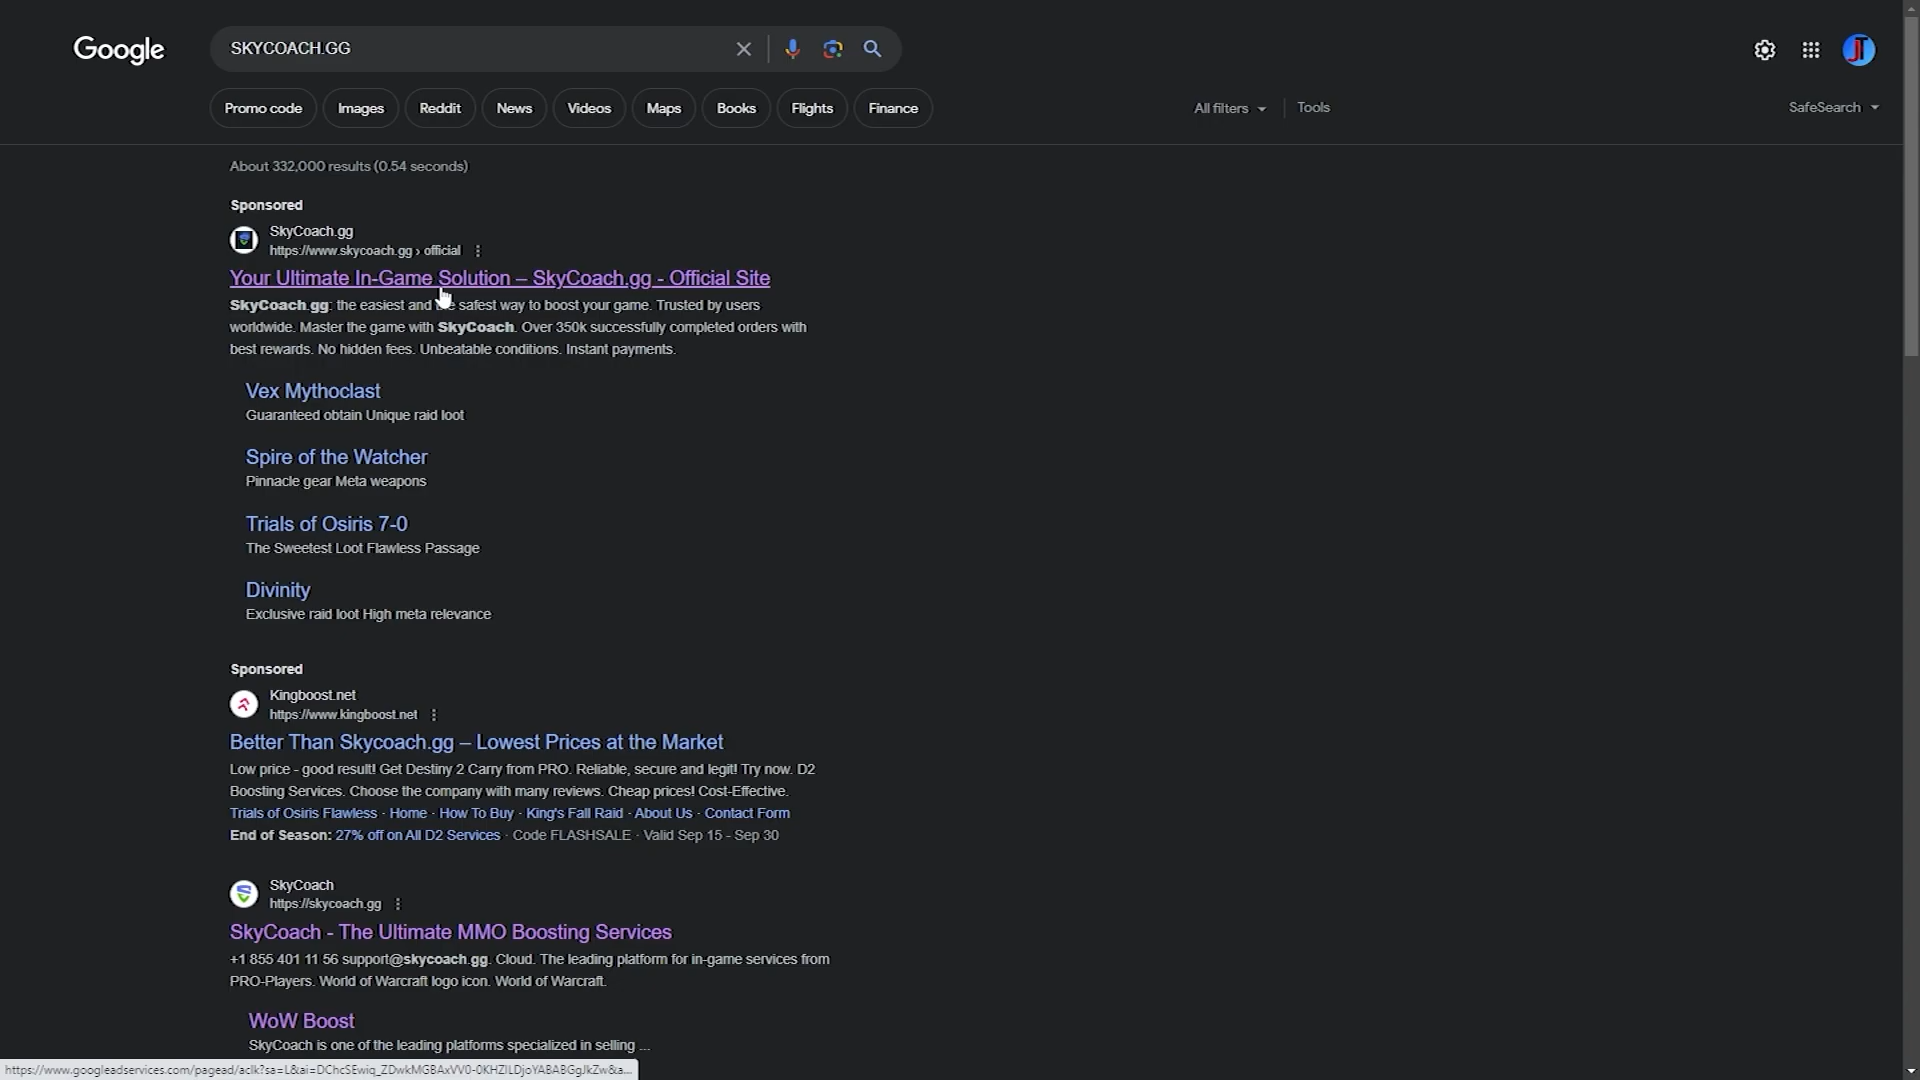 Google
SKYCOACH.GG
Promo code
Images
Reddit
News
Videos
Maps
Books
Flights
Finance
All filters
Tools
SafeSearch
JT
About 332,000 results (0.54 seconds)
Sponsored
SkyCoach.gg
https://www.skycoach.gg › official
Your Ultimate In-Game Solution – SkyCoach.gg - Official Site
SkyCoach.gg: the easiest and the safest way to boost your game. Trusted by users
worldwide. Master the game with SkyCoach. Over 350k successfully completed orders with
best rewards. No hidden fees. Unbeatable conditions. Instant payments.
Vex Mythoclast
Guaranteed obtain Unique raid loot
Spire of the Watcher
Pinnacle gear Meta weapons
Trials of Osiris 7-0
The Sweetest Loot Flawless Passage
Divinity
Exclusive raid loot High meta relevance
Sponsored
Kingboost.net
https://www.kingboost.net
Better Than Skycoach.gg – Lowest Prices at the Market
Low price - good result! Get Destiny 2 Carry from PRO. Reliable, secure and legit! Try now. D2
Boosting Services. Choose the company with many reviews. Cheap prices! Cost-Effective.
Trials of Osiris Flawless · Home · How To Buy · King's Fall Raid · About Us · Contact Form
End of Season: 27% off on All D2 Services · Code FLASHSALE · Valid Sep 15 - Sep 30
SkyCoach
https://skycoach.gg
SkyCoach - The Ultimate MMO Boosting Services
+1 855 401 11 56 support@skycoach.gg. Cloud. The leading platform for in-game services from
PRO-Players. World of Warcraft logo icon. World of Warcraft.
WoW Boost
SkyCoach is one of the leading platforms specialized in selling ...